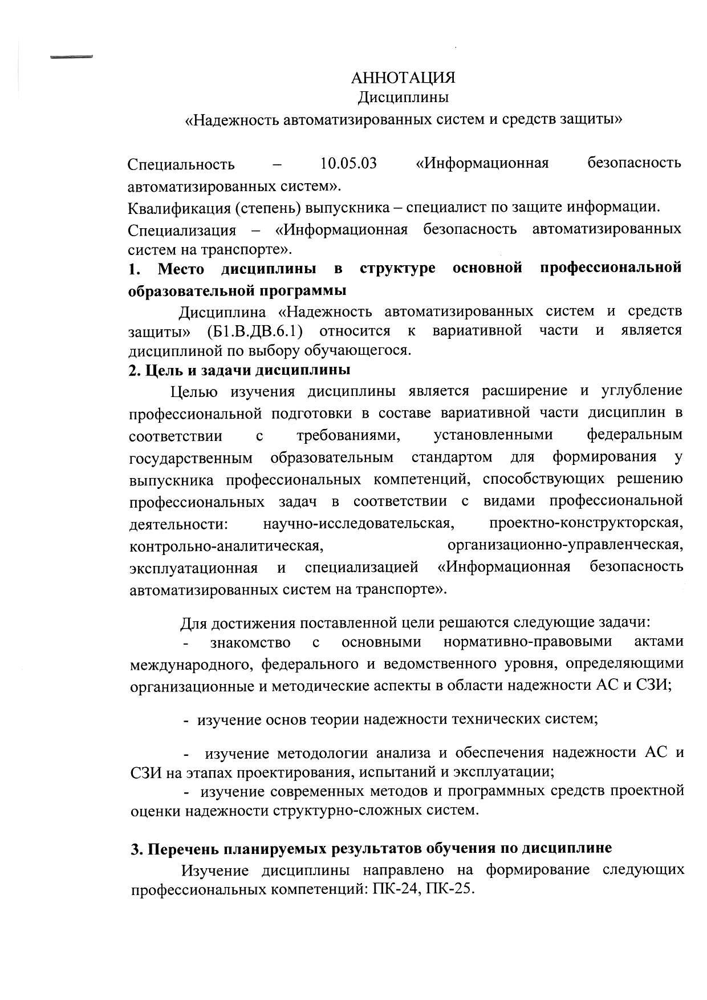 АННОТАЦИЯ
Дисциплины
«Надежность автоматизированных систем и средств защиты»
Специальность – 10.05.03 «Информационная безопасность
автоматизированных систем».
Квалификация (степень) выпускника – специалист по защите информации.
Специализация – «Информационная безопасность автоматизированных
систем на транспорте».
1. Место дисциплины в структуре основной профессиональной
образовательной программы
Дисциплина «Надежность автоматизированных систем и средств
защиты» (Б1.В.ДВ.6.1) относится к вариативной части и является
дисциплиной по выбору обучающегося.
2. Цель и задачи дисциплины
Целью изучения дисциплины является расширение и углубление
профессиональной подготовки в составе вариативной части дисциплин в
соответствии с требованиями, установленными федеральным
государственным образовательным стандартом для формирования у
выпускника профессиональных компетенций, способствующих решению
профессиональных задач в соответствии с видами профессиональной
деятельности: научно-исследовательская, проектно-конструкторская,
контрольно-аналитическая, организационно-управленческая,
эксплуатационная и специализацией «Информационная безопасность
автоматизированных систем на транспорте».
Для достижения поставленной цели решаются следующие задачи:
- знакомство с основными нормативно-правовыми актами
международного, федерального и ведомственного уровня, определяющими
организационные и методические аспекты в области надежности АС и СЗИ;
- изучение основ теории надежности технических систем;
- изучение методологии анализа и обеспечения надежности АС и
СЗИ на этапах проектирования, испытаний и эксплуатации;
- изучение современных методов и программных средств проектной
оценки надежности структурно-сложных систем.
3. Перечень планируемых результатов обучения по дисциплине
Изучение дисциплины направлено на формирование следующих
профессиональных компетенций: ПК-24, ПК-25.